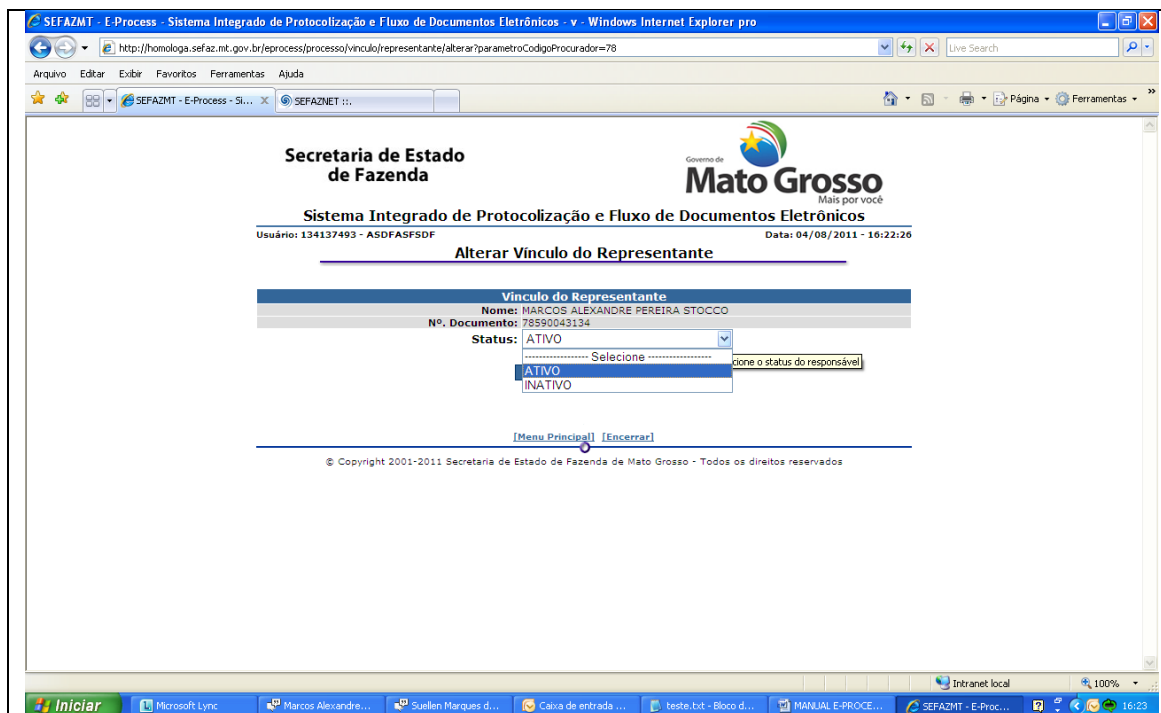 SEFAZMT - E-Process - Sistema Integrado de Protocolização e Fluxo de Documentos Eletrônicos - v - Windows Internet Explorer pro
http://homologa.sefaz.mt.gov.br/eprocess/processo/vinculo/representante/alterar?parametroCodigoProcurador=78
Live Search
Arquivo Editar Exibir Favoritos Ferramentas Ajuda
SEFAZMT - E-Process - Si... SEFAZNET ::.
Página Ferramentas
Secretaria de Estado
de Fazenda
Governo de
Mato Grosso
Mais por você
Sistema Integrado de Protocolização e Fluxo de Documentos Eletrônicos
Usuário: 134137493 - ASDFASFSDF Data: 04/08/2011 - 16:22:26
Alterar Vínculo do Representante
Vínculo do Representante
Nome: MARCOS ALEXANDRE PEREIRA STOCCO
Nº. Documento: 78590043134
Status: ATIVO
----------------- Selecione -----------------
cione o status do responsável
ATIVO
INATIVO
[Menu Principal] [Encerrar]
© Copyright 2001-2011 Secretaria de Estado de Fazenda de Mato Grosso - Todos os direitos reservados
Intranet local 100%
Iniciar Microsoft Lync Marcos Alexandre... Suellen Marques d... Caixa de entrada ... teste.txt - Bloco d... MANUAL E-PROCE... SEFAZMT - E-Proc... 16:23